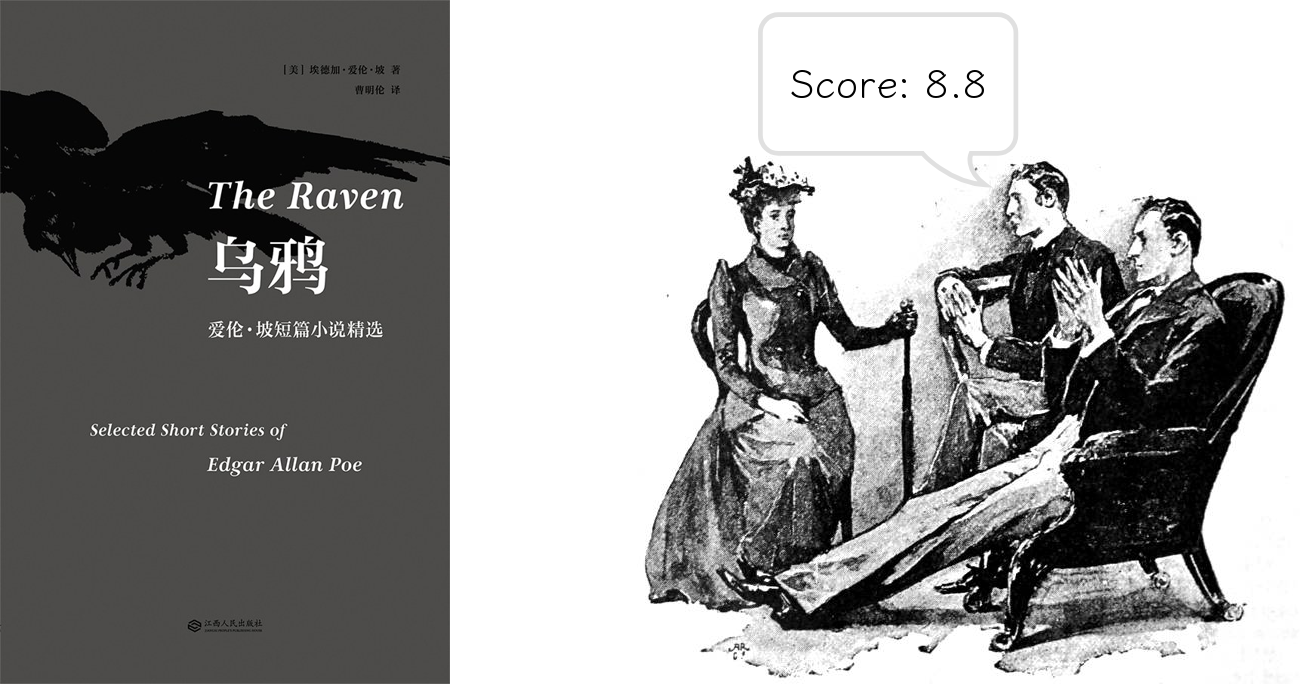 [美] 埃德加·爱伦·坡 著
曹明伦 译
The Raven
乌鸦
爱伦·坡短篇小说精选
Selected Short Stories of
Edgar Allan Poe
江西人民出版社
Score: 8.8